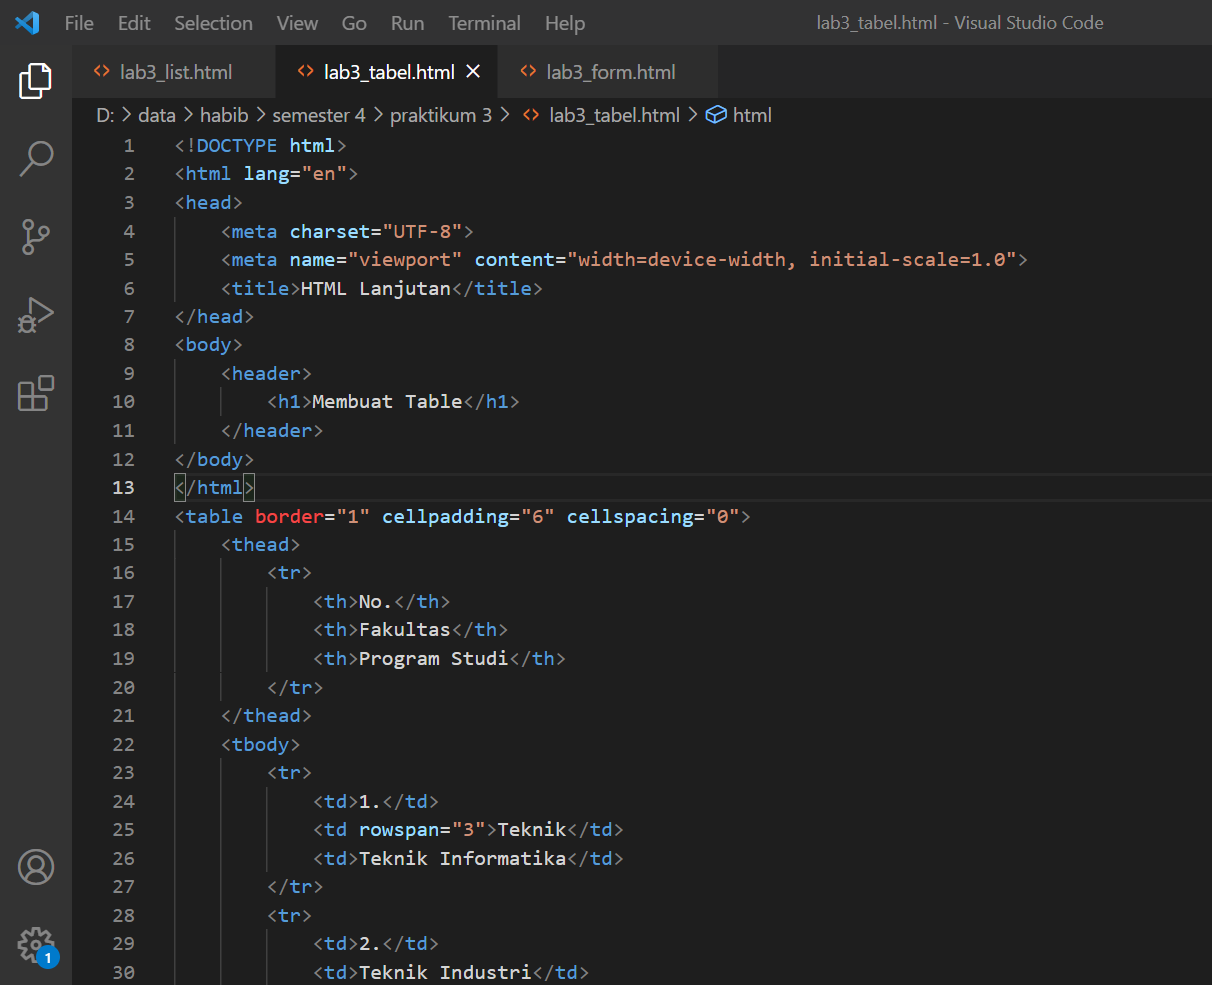 File Edit Selection View Go Run Terminal Help lab3_tabel.html - Visual Studio Code
lab3_list.html lab3_tabel.html lab3_form.html
D: > data > habib > semester 4 > praktikum 3 > lab3_tabel.html > html
1 <!DOCTYPE html>
2 <html lang="en">
3 <head>
4 <meta charset="UTF-8">
5 <meta name="viewport" content="width=device-width, initial-scale=1.0">
6 <title>HTML Lanjutan</title>
7 </head>
8 <body>
9 <header>
10 <h1>Membuat Table</h1>
11 </header>
12 </body>
13 </html>
14 <table border="1" cellpadding="6" cellspacing="0">
15 <thead>
16 <tr>
17 <th>No.</th>
18 <th>Fakultas</th>
19 <th>Program Studi</th>
20 </tr>
21 </thead>
22 <tbody>
23 <tr>
24 <td>1.</td>
25 <td rowspan="3">Teknik</td>
26 <td>Teknik Informatika</td>
27 </tr>
28 <tr>
29 <td>2.</td>
30 <td>Teknik Industri</td>
1